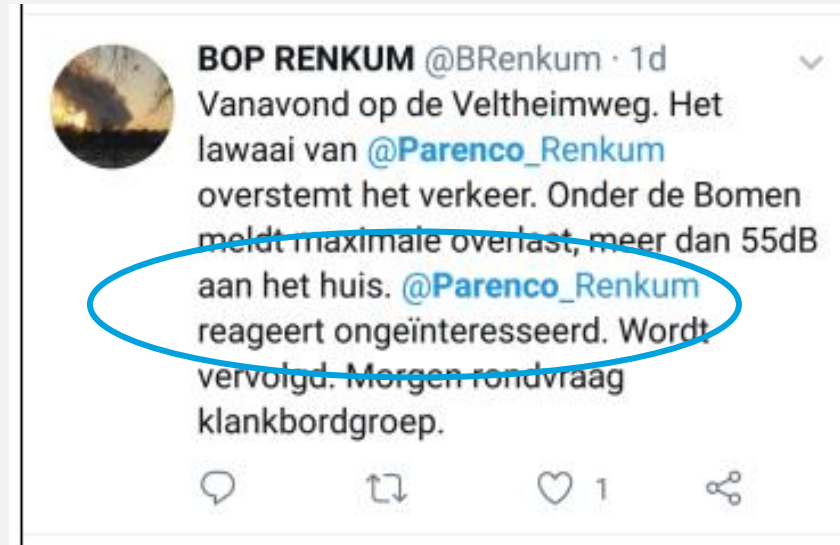 BOP RENKUM @BRenkum · 1d
Vanavond op de Veltheimweg. Het
lawaai van @Parenco_Renkum
overstemt het verkeer. Onder de Bomen
meldt maximale overlast, meer dan 55dB
aan het huis. @Parenco_Renkum
reageert ongeïnteresseerd. Wordt
vervolgd. Morgen rondvraag
klankbordgroep.
1